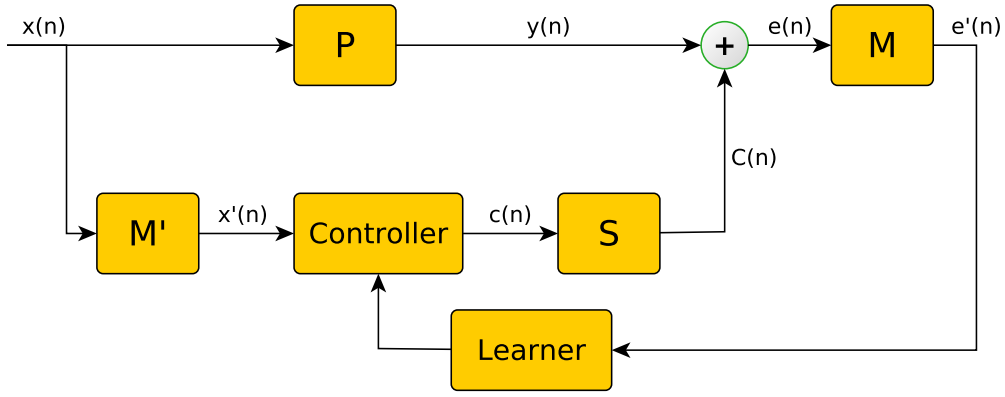 x(n)
P
y(n)
+
e(n)
M
e'(n)
C(n)
M'
x'(n)
Controller
c(n)
S
Learner